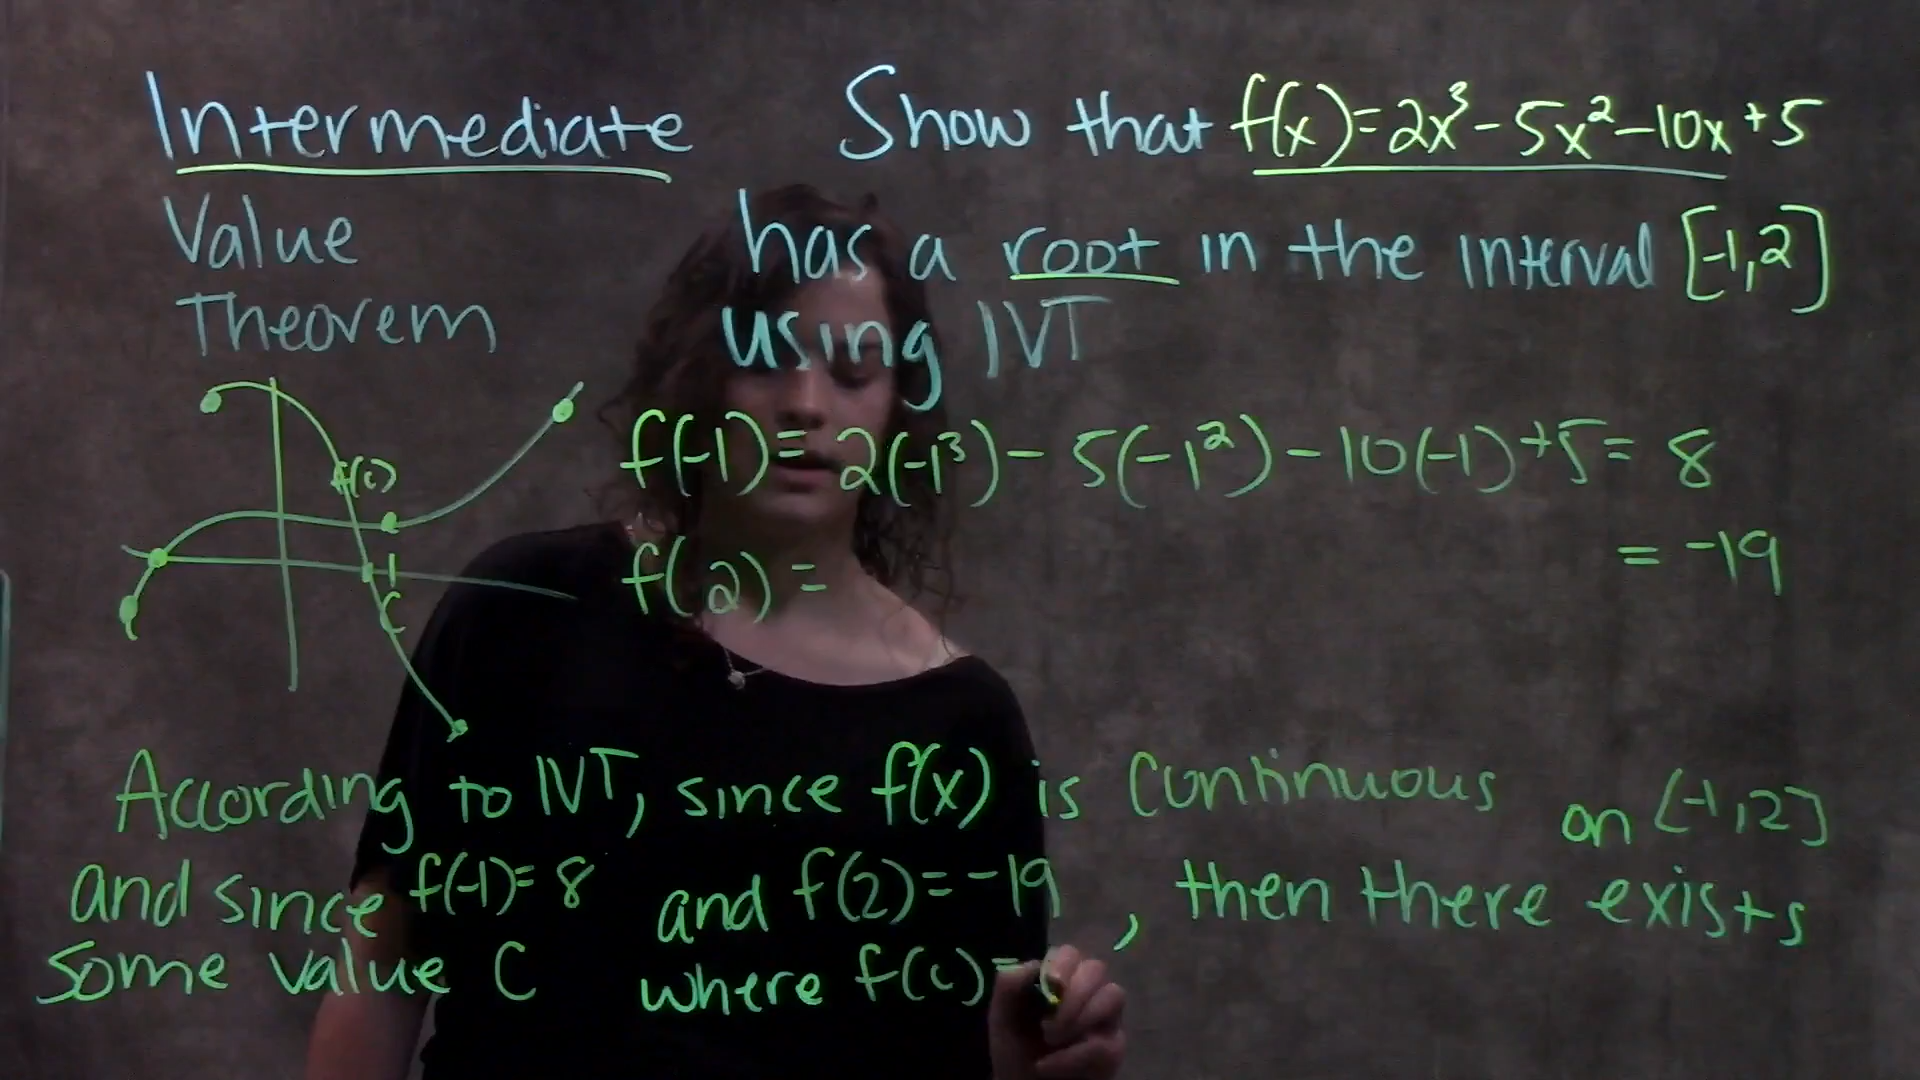 Intermediate
Value
Theorem
Show that f(x)=2x³-5x²-10x+5
has a root in the interval [-1,2]
using IVT
f(c)
c
f(-1)= 2(-1³)-5(-1²)-10(-1)+5= 8
f(2)= = -19
According to IVT, since f(x) is continuous on [-1,2]
and since f(-1)=8 and f(2)=-19, then there exists
some value C where f(c)=